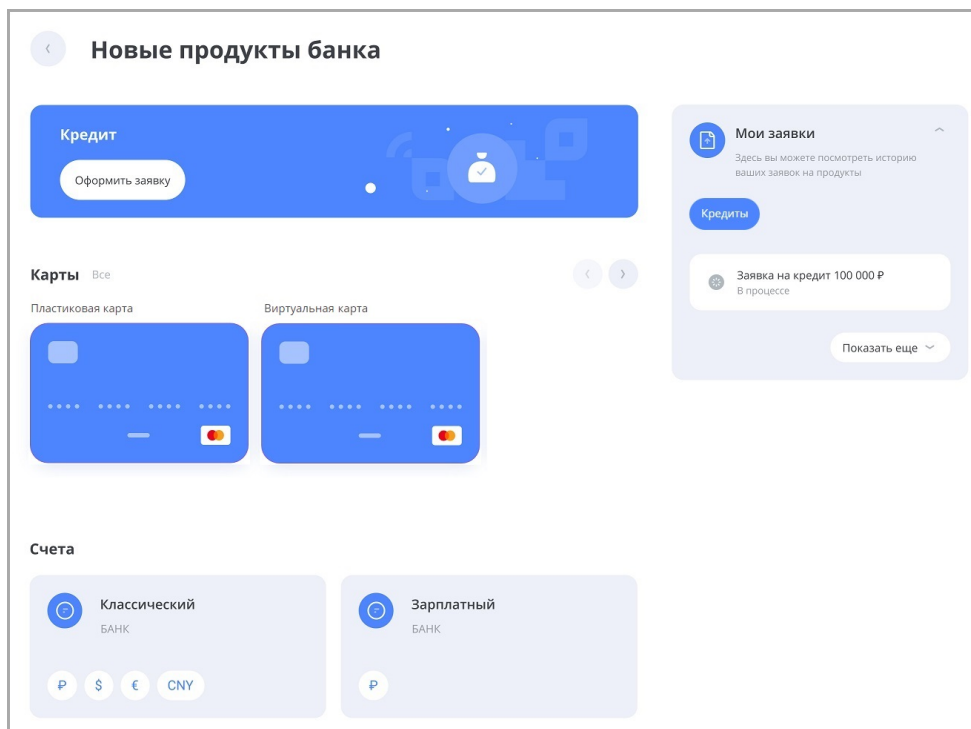 Новые продукты банка
Кредит
Оформить заявку
Мои заявки
Здесь вы можете посмотреть историю
ваших заявок на продукты
Кредиты
Заявка на кредит 100 000 ₽
В процессе
Показать еще
Карты Все
Пластиковая карта
Виртуальная карта
Счета
Классический
БАНК
₽ $ € CNY
Зарплатный
БАНК
₽